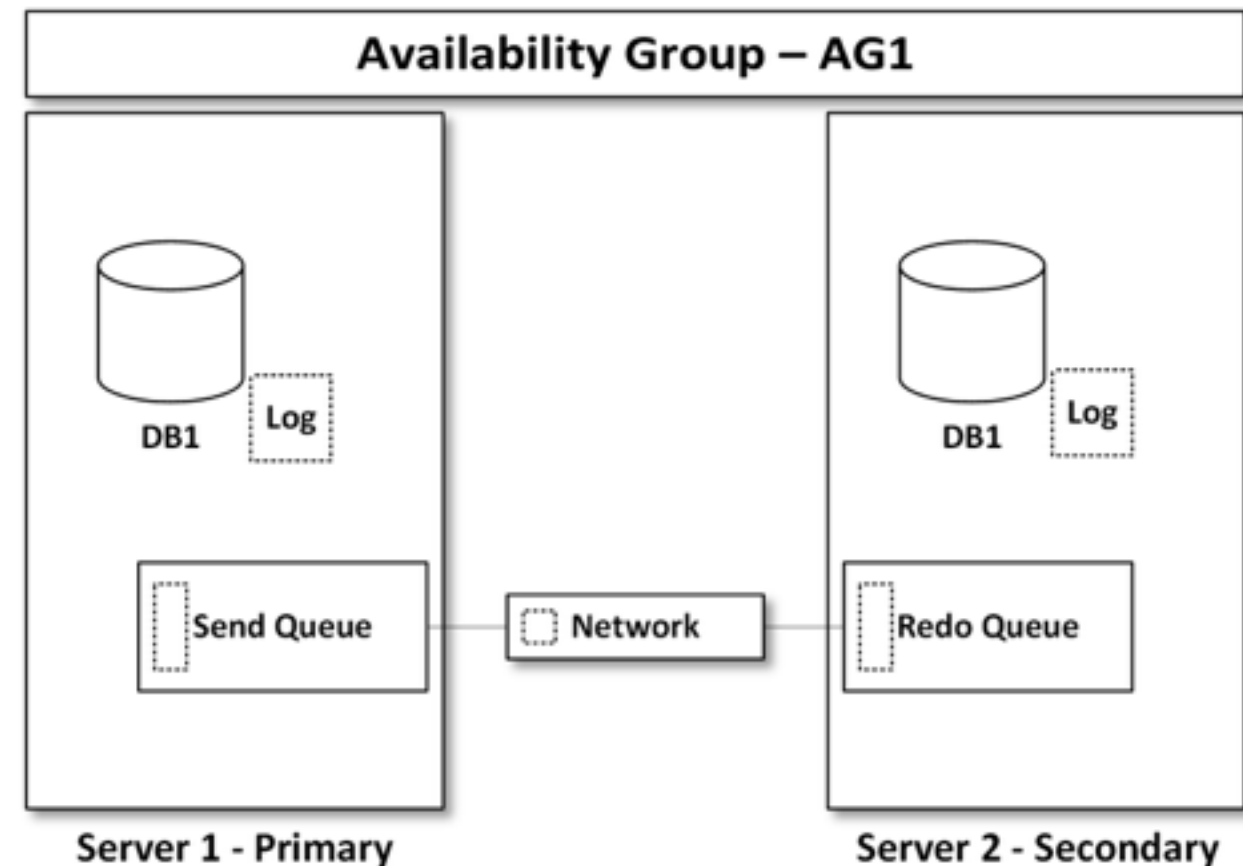 Availability Group – AG1
DB1
Log
DB1
Log
Send Queue
Network
Redo Queue
Server 1 - Primary
Server 2 - Secondary